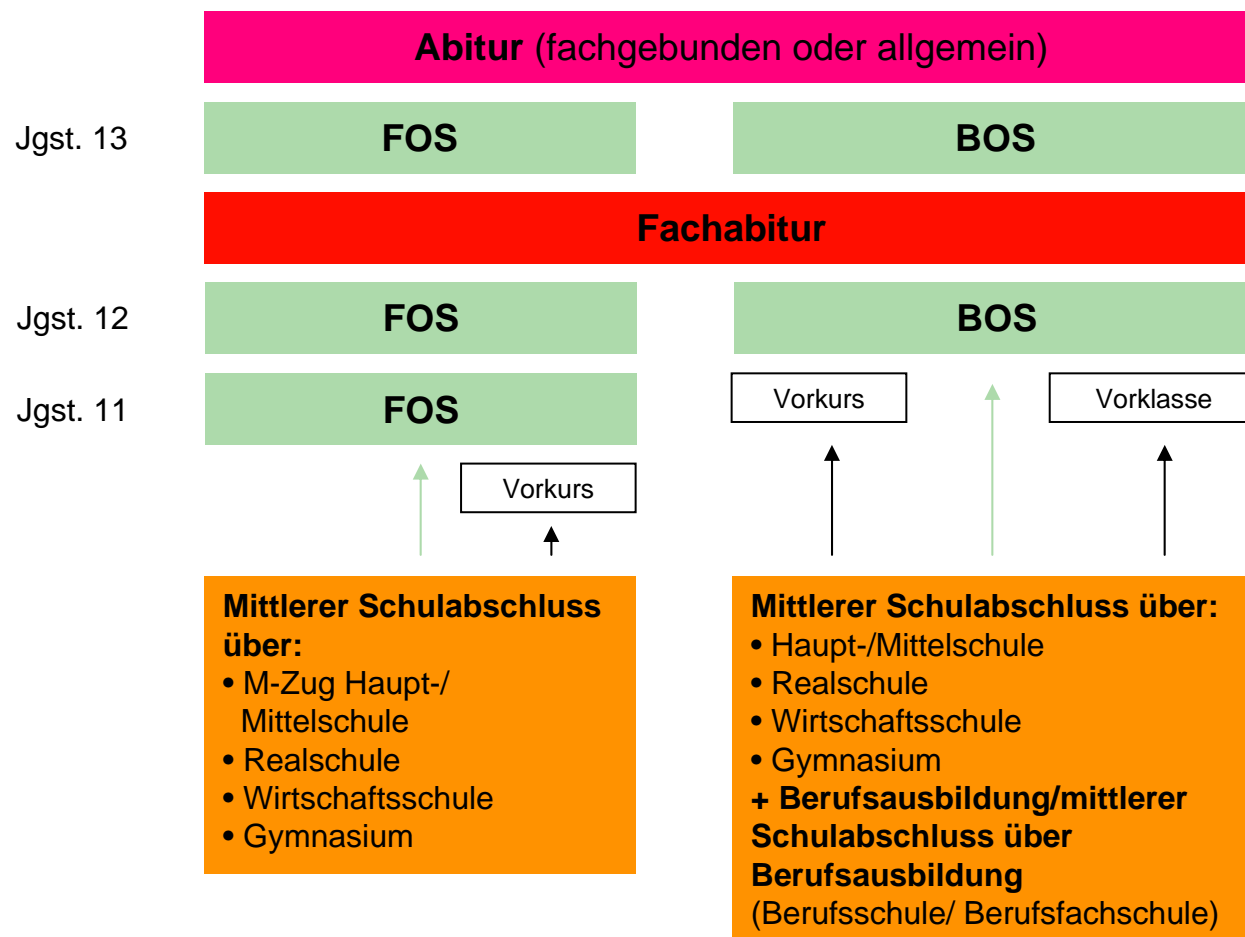 Abitur (fachgebunden oder allgemein)
Jgst. 13
FOS
BOS
Fachabitur
Jgst. 12
FOS
BOS
Jgst. 11
FOS
Vorkurs
Vorklasse
Vorkurs
Mittlerer Schulabschluss
über:
• M-Zug Haupt-/
Mittelschule
• Realschule
• Wirtschaftsschule
• Gymnasium
Mittlerer Schulabschluss über:
• Haupt-/Mittelschule
• Realschule
• Wirtschaftsschule
• Gymnasium
+ Berufsausbildung/mittlerer
Schulabschluss über
Berufsausbildung
(Berufsschule/ Berufsfachschule)